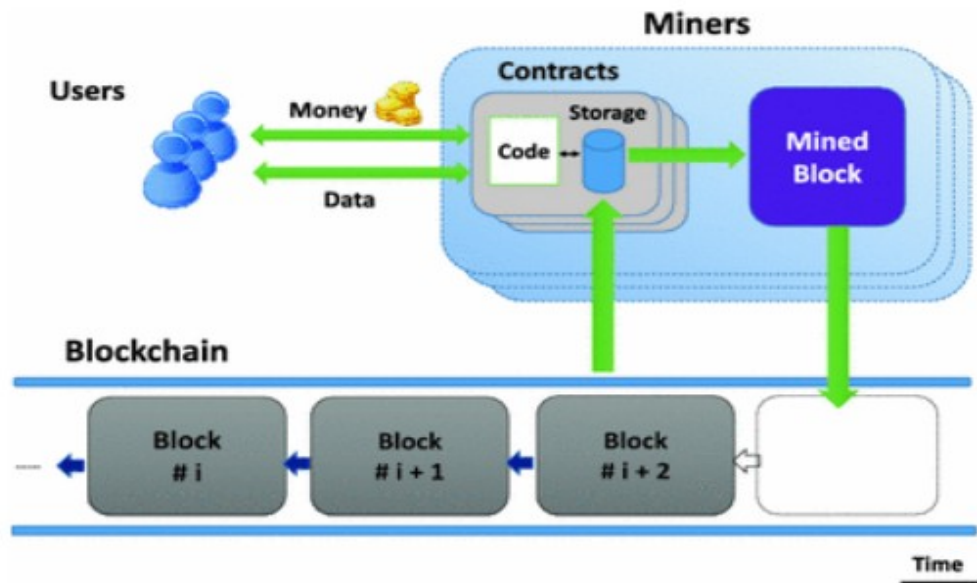 Miners
Contracts
Users
Money
Storage
Code
Mined
Block
Data
Blockchain
Block
# i
Block
# i + 1
Block
# i + 2
Time